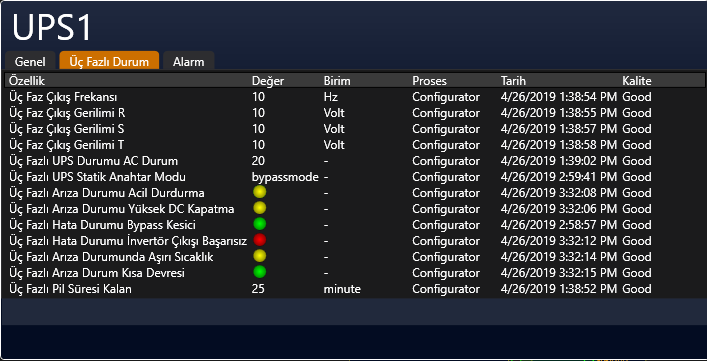 UPS1
Genel Üç Fazlı Durum Alarm
Özellik Değer Birim Proses Tarih Kalite
Üç Faz Çıkış Frekansı 10 Hz Configurator 4/26/2019 1:38:54 PM Good
Üç Faz Çıkış Gerilimi R 10 Volt Configurator 4/26/2019 1:38:55 PM Good
Üç Faz Çıkış Gerilimi S 10 Volt Configurator 4/26/2019 1:38:57 PM Good
Üç Faz Çıkış Gerilimi T 10 Volt Configurator 4/26/2019 1:38:58 PM Good
Üç Fazlı UPS Durumu AC Durum 20 - Configurator 4/26/2019 1:39:02 PM Good
Üç Fazlı UPS Statik Anahtar Modu bypassmode - Configurator 4/26/2019 2:59:41 PM Good
Üç Fazlı Arıza Durumu Acil Durdurma - Configurator 4/26/2019 3:32:08 PM Good
Üç Fazlı Arıza Durumu Yüksek DC Kapatma - Configurator 4/26/2019 3:32:06 PM Good
Üç Fazlı Hata Durumu Bypass Kesici - Configurator 4/26/2019 2:58:57 PM Good
Üç Fazlı Hata Durumu İnvertör Çıkışı Başarısız - Configurator 4/26/2019 3:32:12 PM Good
Üç Fazlı Arıza Durumunda Aşırı Sıcaklık - Configurator 4/26/2019 3:32:14 PM Good
Üç Fazlı Arıza Durum Kısa Devresi - Configurator 4/26/2019 3:32:15 PM Good
Üç Fazlı Pil Süresi Kalan 25 minute Configurator 4/26/2019 1:38:52 PM Good